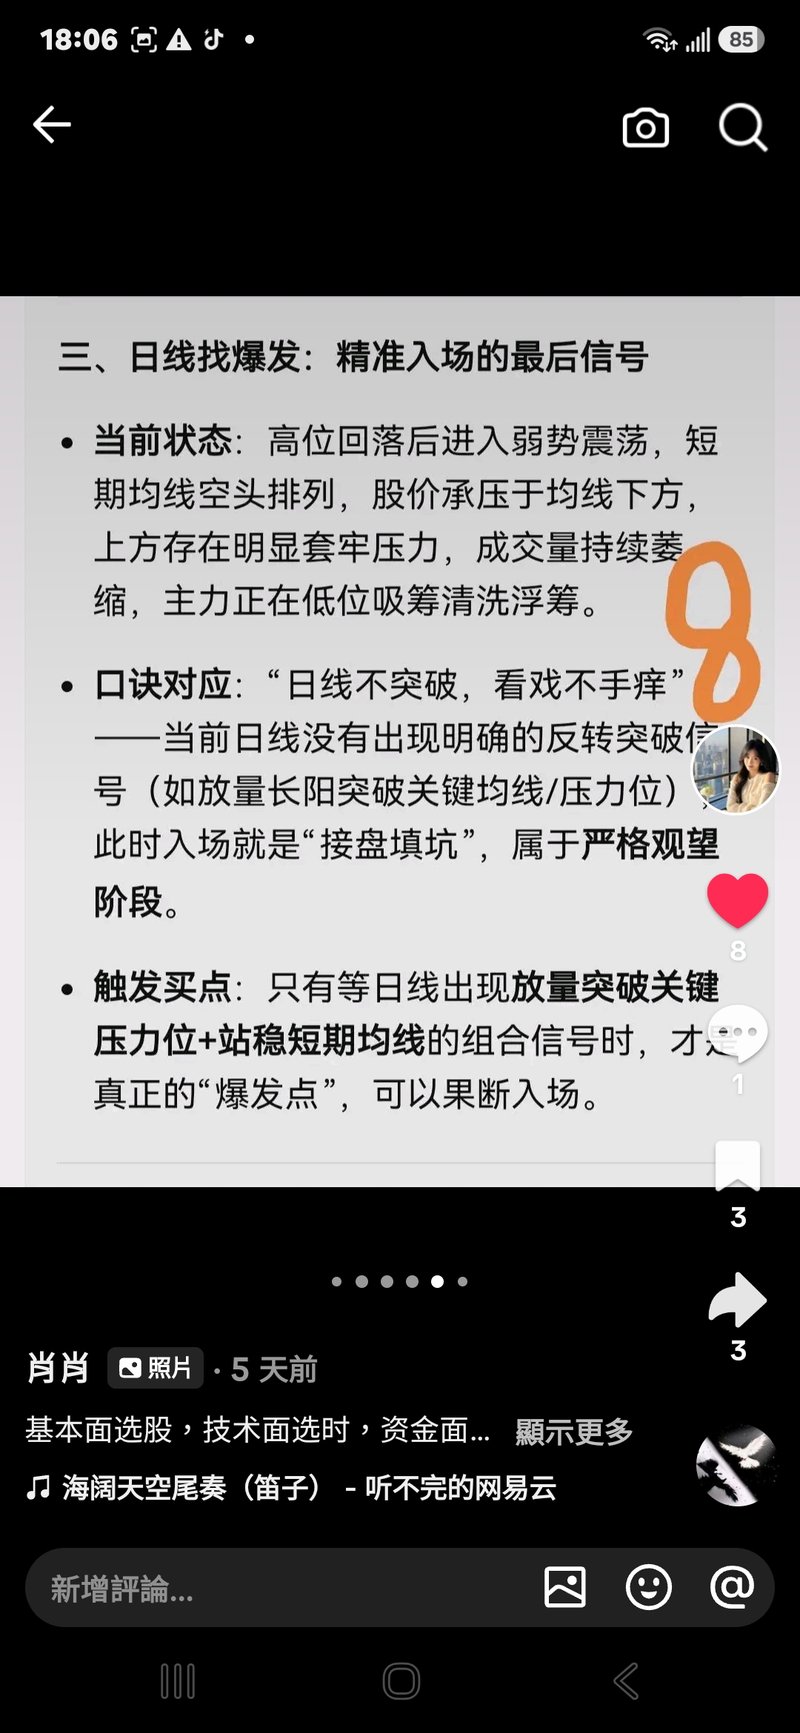 18:06
85
三、日线找爆发：精准入场的最后信号
• 当前状态：高位回落后进入弱势震荡，短
期均线空头排列，股价承压于均线下方，
上方存在明显套牢压力，成交量持续萎
缩，主力正在低位吸筹清洗浮筹。
8
• 口诀对应：“日线不突破，看戏不手痒”
——当前日线没有出现明确的反转突破信
号（如放量长阳突破关键均线/压力位），
此时入场就是“接盘填坑”，属于严格观望
阶段。
8
• 触发买点：只有等日线出现放量突破关键
压力位+站稳短期均线的组合信号时，才是
真正的“爆发点”，可以果断入场。
1
3
3
肖肖 照片 · 5 天前
基本面选股，技术面选时，资金面... 顯示更多
海阔天空尾奏（笛子） - 听不完的网易云
新增評論...